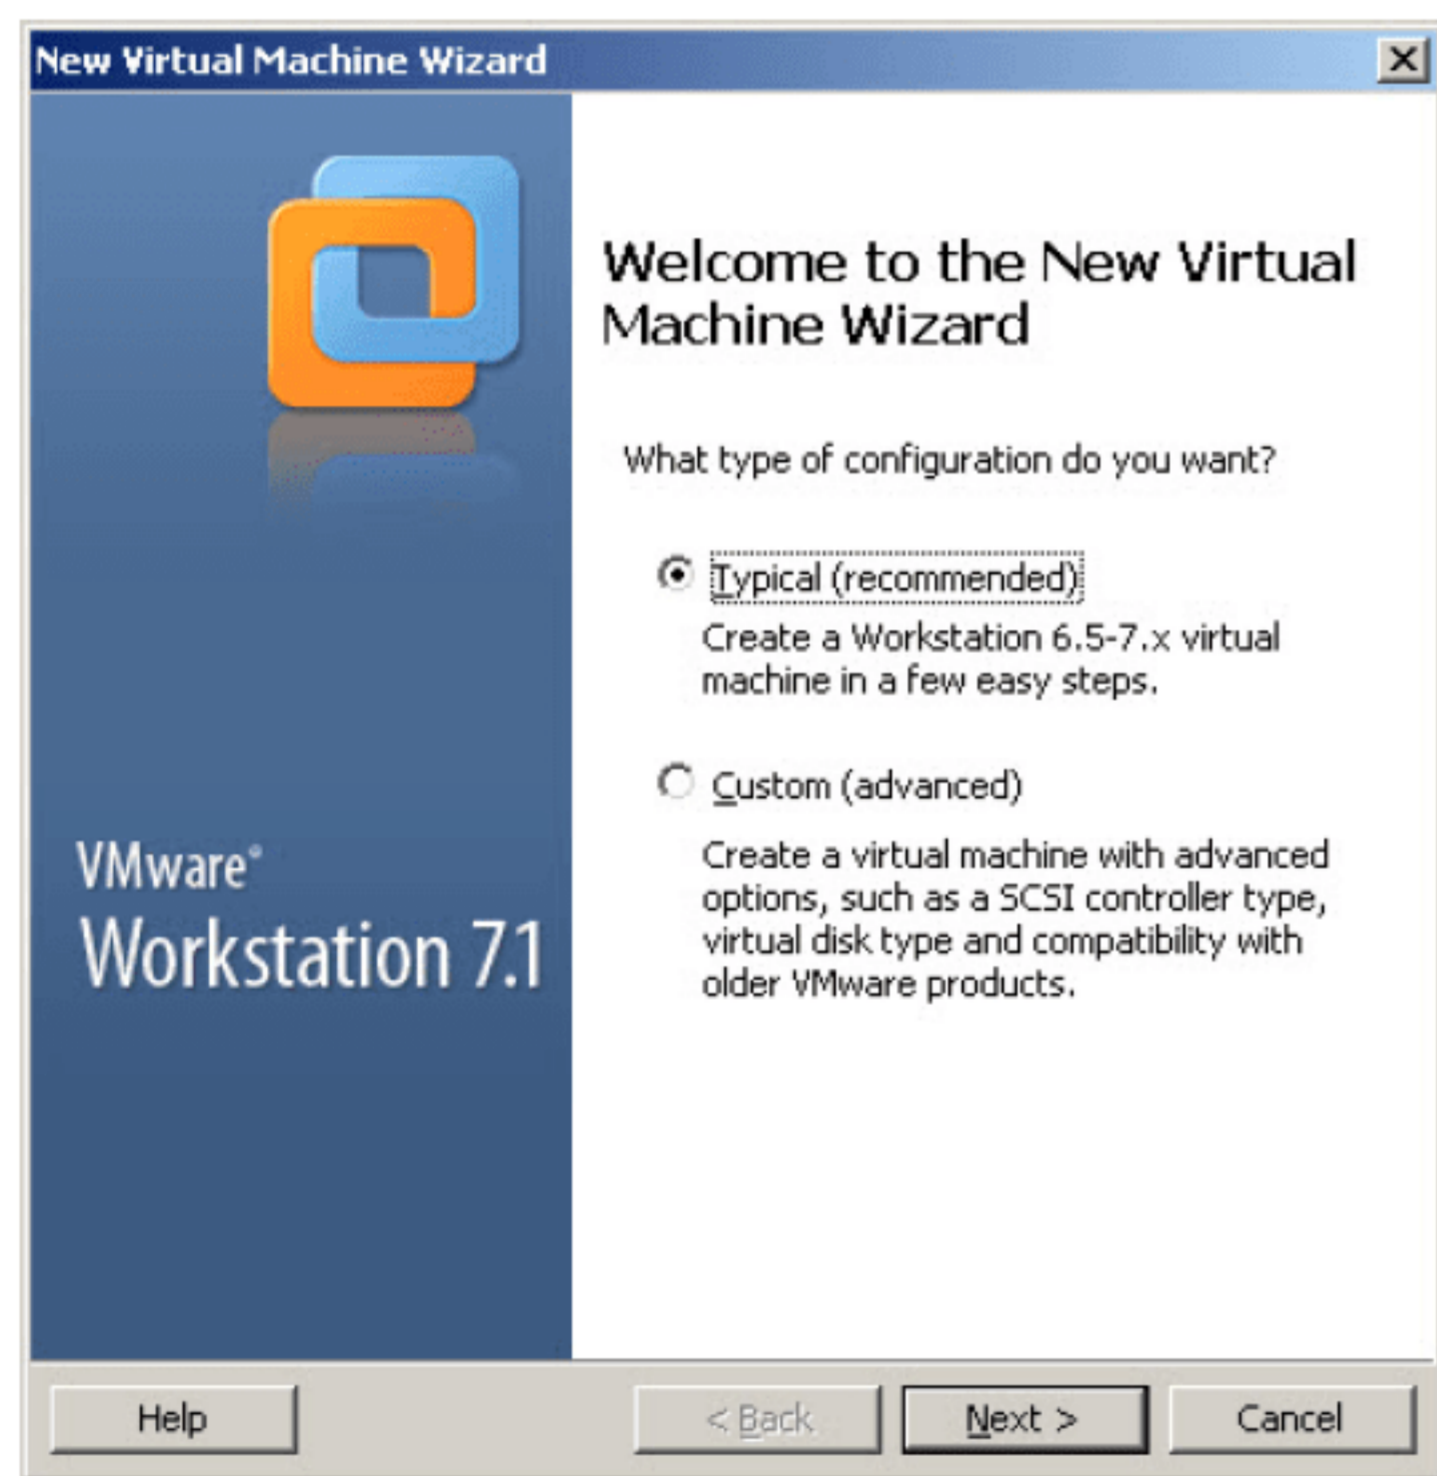 New Virtual Machine Wizard
Welcome to the New Virtual
Machine Wizard
What type of configuration do you want?
Typical (recommended)
Create a Workstation 6.5-7.x virtual
machine in a few easy steps.
Custom (advanced)
Create a virtual machine with advanced
options, such as a SCSI controller type,
virtual disk type and compatibility with
older VMware products.
VMware®
Workstation 7.1
Help
< Back
Next >
Cancel